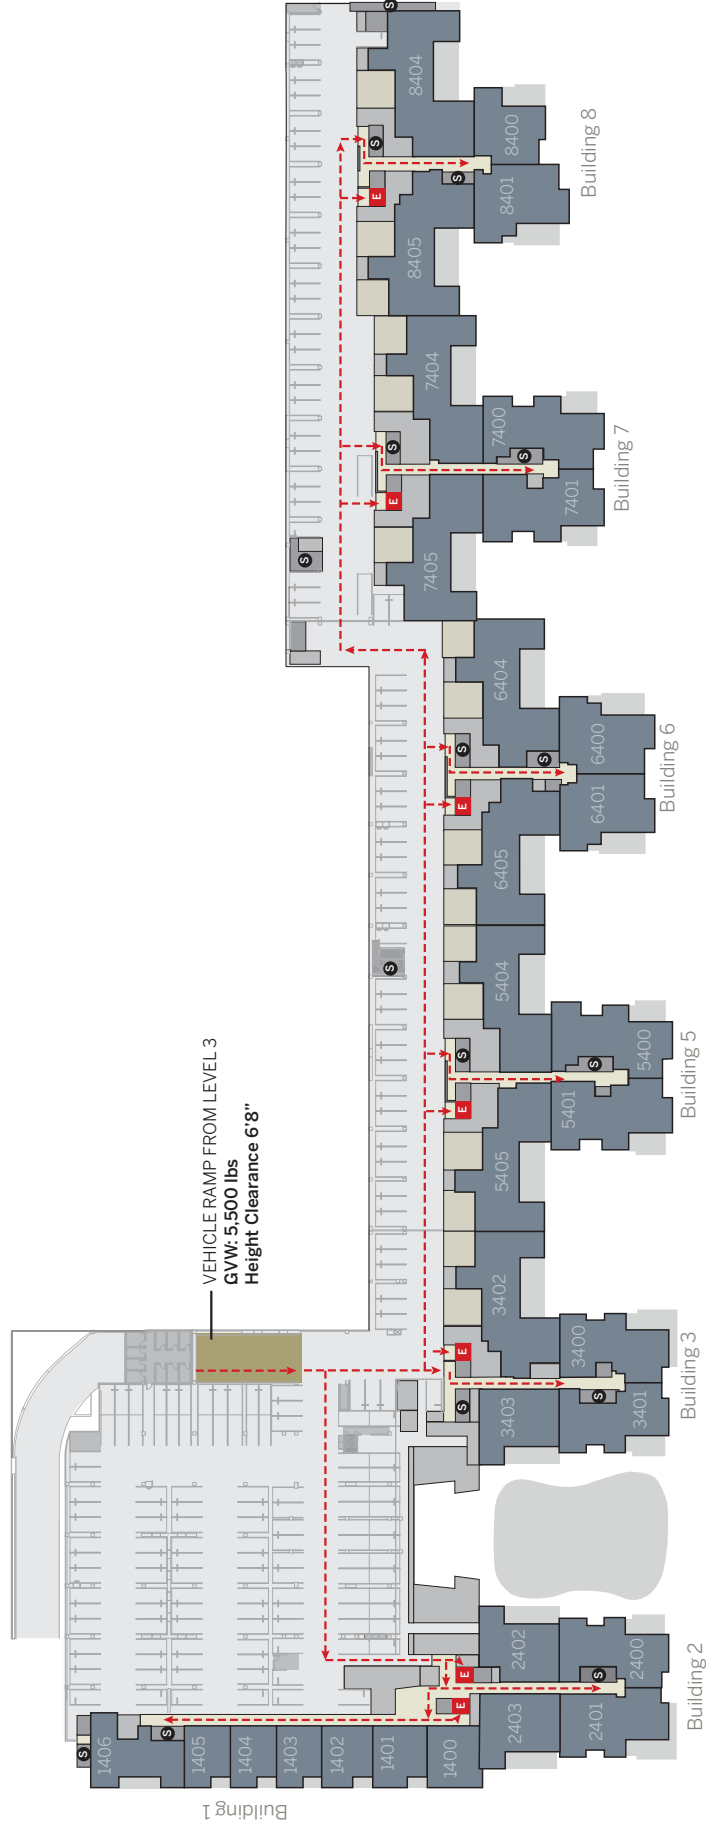 S
8404
S
8400
Building 8
E
S
8401
8405
7404
7400
S
S
Building 7
E
7401
S
7405
6404
S
S
6400
Building 6
E
6401
6405
S
5404
VEHICLE RAMP FROM LEVEL 3
GVW: 5,500 lbs
Height Clearance 6'8"
S
S
5400
Building 5
E
5401
5405
3402
E
3400
Building 3
S
S
3403
3401
2402
2400
E
S
Building 2
E
2403
2401
S
S
1406
1405
1404
1403
1402
1401
1400
Building 1